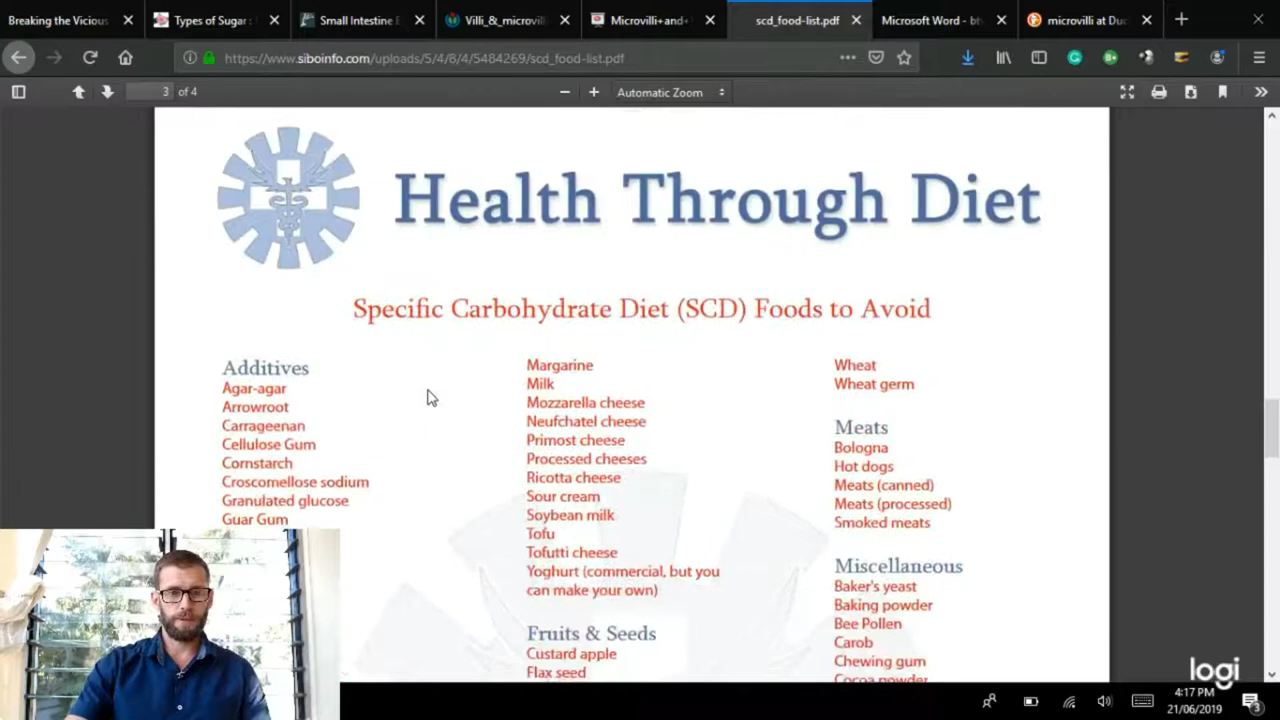 Breaking the Vicious
Types of Sugar
Small Intestine
Villi_&_microvill
Microvilli+and+
scd_food-list.pdf
Microsoft Word - b
microvilli at Du
https://www.siboinfo.com/uploads/5/4/8/4/5484269/scd_food-list.pdf
3 of 4
Automatic Zoom
Health Through Diet
Specific Carbohydrate Diet (SCD) Foods to Avoid
Additives
Agar-agar
Arrowroot
Carrageenan
Cellulose Gum
Cornstarch
Croscomellose sodium
Granulated glucose
Guar Gum
Margarine
Milk
Mozzarella cheese
Neufchatel cheese
Primost cheese
Processed cheeses
Ricotta cheese
Sour cream
Soybean milk
Tofu
Tofutti cheese
Yoghurt (commercial, but you
can make your own)
Fruits & Seeds
Custard apple
Flax seed
Wheat
Wheat germ
Meats
Bologna
Hot dogs
Meats (canned)
Meats (processed)
Smoked meats
Miscellaneous
Baker's yeast
Baking powder
Bee Pollen
Carob
Chewing gum
Cocoa powder
logi
4:17 PM
21/06/2019
3